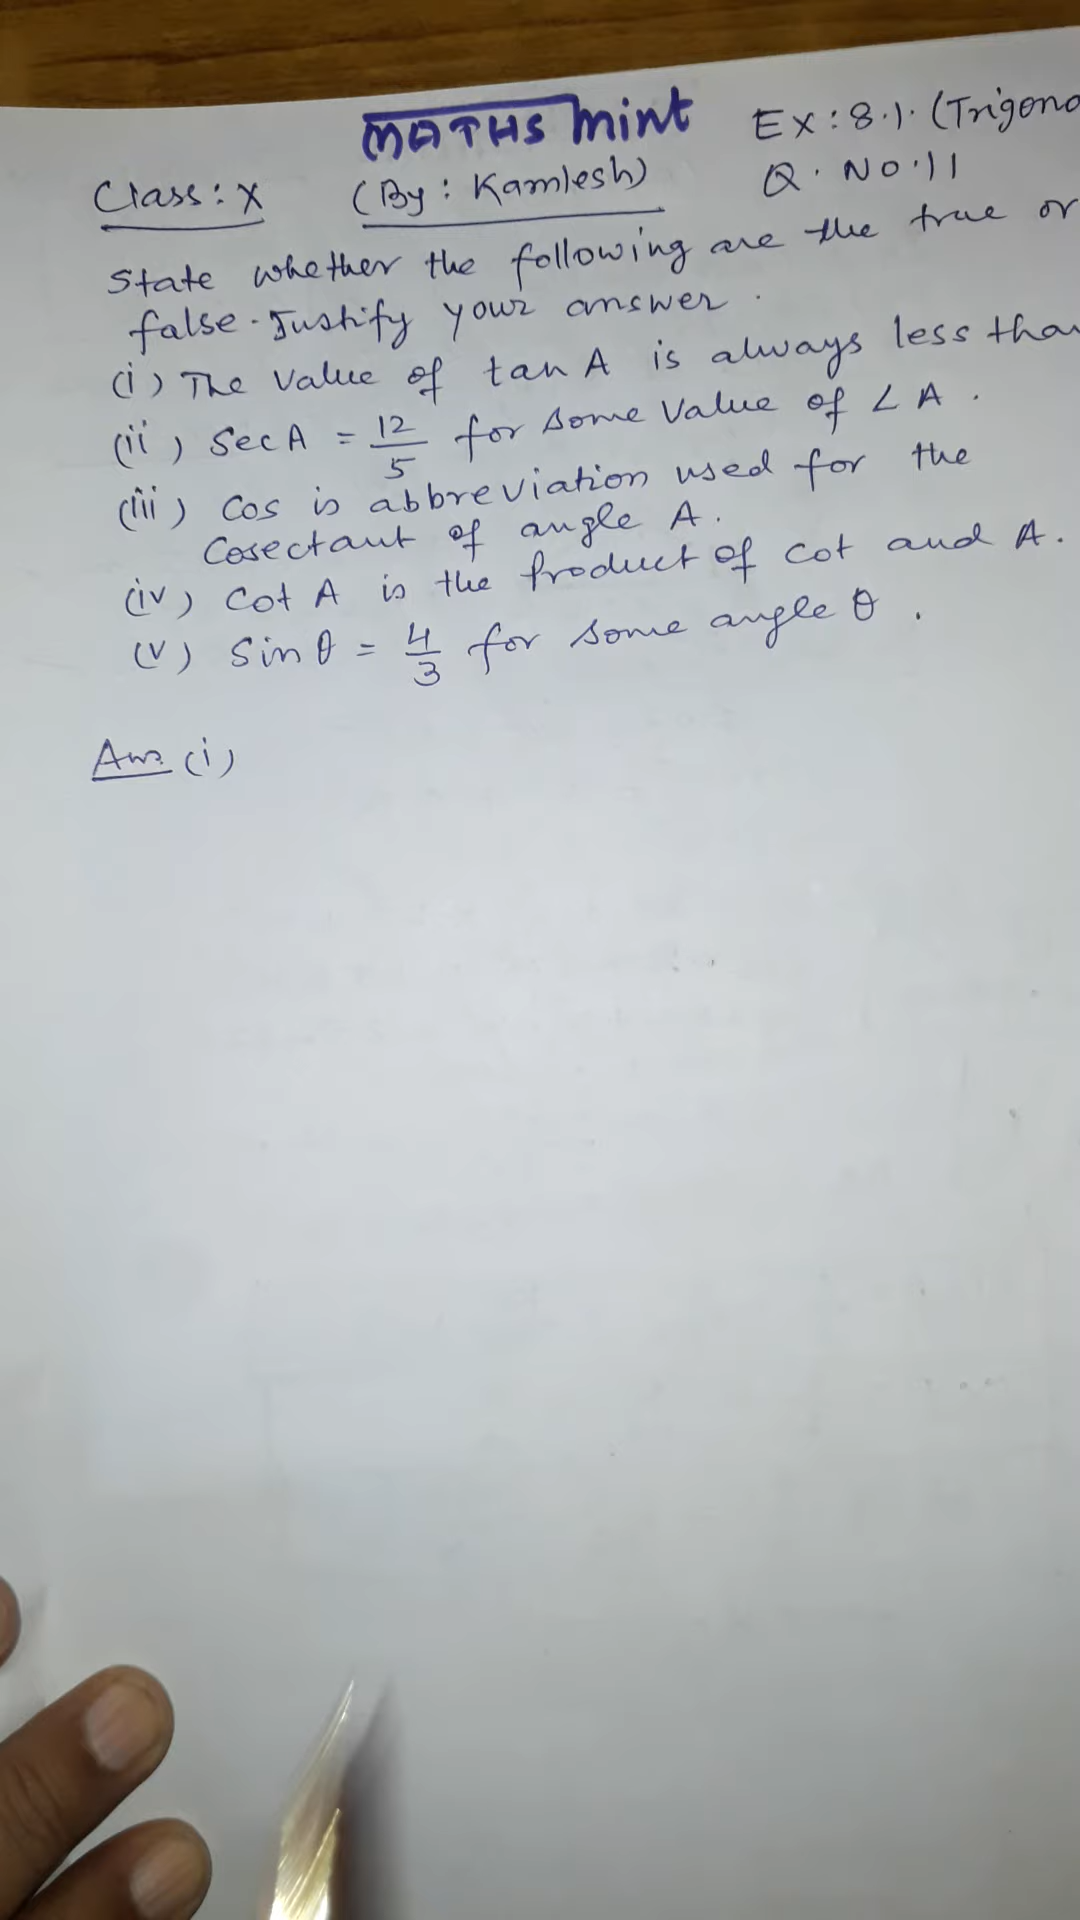 MATHS Mint
Ex: 8.1. (Trigono
Class: X
(By: Kamlesh)
Q. No. 11
State whether the following are the true or
false. Justify your answer.
(i) The value of tan A is always less than
(ii) Sec A = 12/5 for some value of ∠A.
(iii) Cos is abbreviation used for the
Cosectant of angle A.
(iv) Cot A is the product of cot and A.
(v) Sin θ = 4/3 for some angle θ.
Ans. (i)